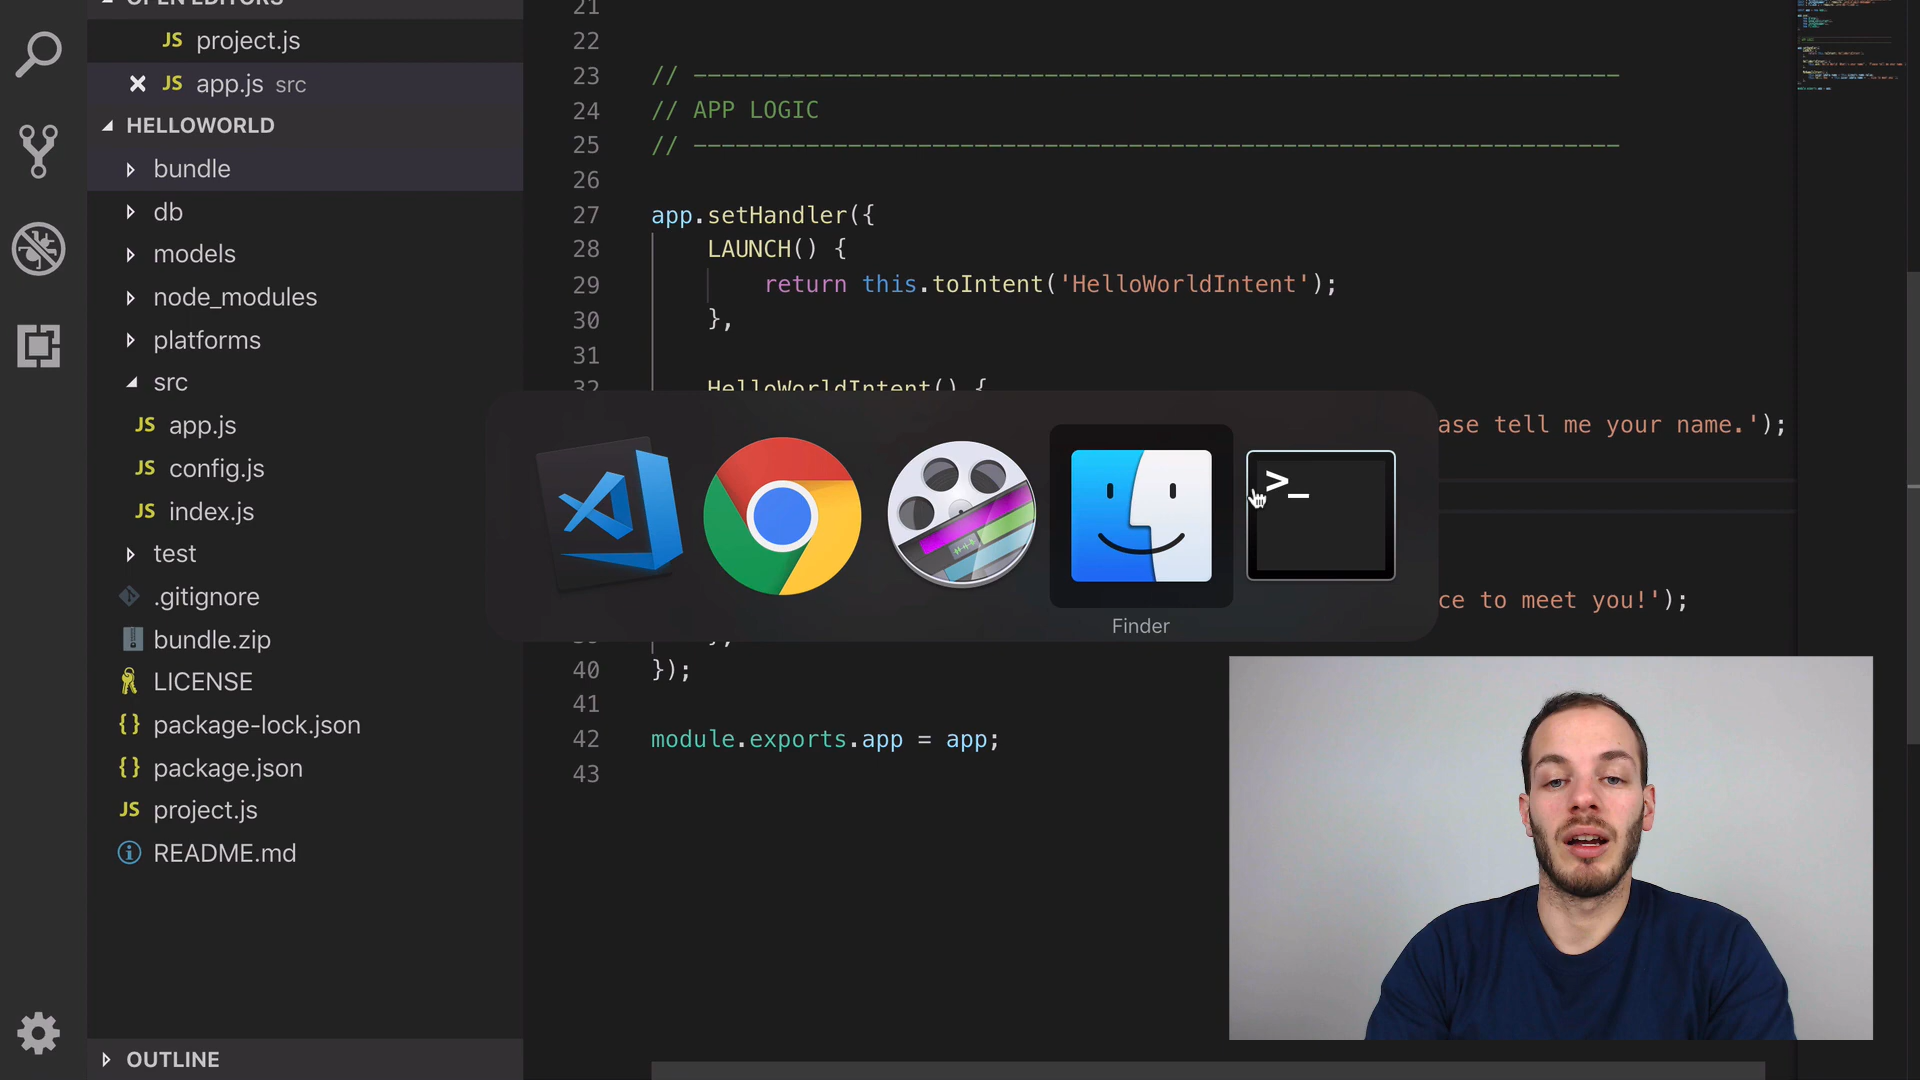 OPEN EDITORS
JS project.js
JS app.js src
HELLOWORLD
bundle
db
models
node_modules
platforms
src
JS app.js
JS config.js
JS index.js
test
.gitignore
bundle.zip
LICENSE
{} package-lock.json
{} package.json
JS project.js
README.md
OUTLINE
21
22
23 // ------------------------------------------------------------------
24 // APP LOGIC
25 // ------------------------------------------------------------------
26
27 app.setHandler({
28 LAUNCH() {
29 return this.toIntent('HelloWorldIntent');
30 },
31
32 HelloWorldIntent() {
ase tell me your name.');
>_
ce to meet you!');
Finder
40 });
41
42 module.exports.app = app;
43